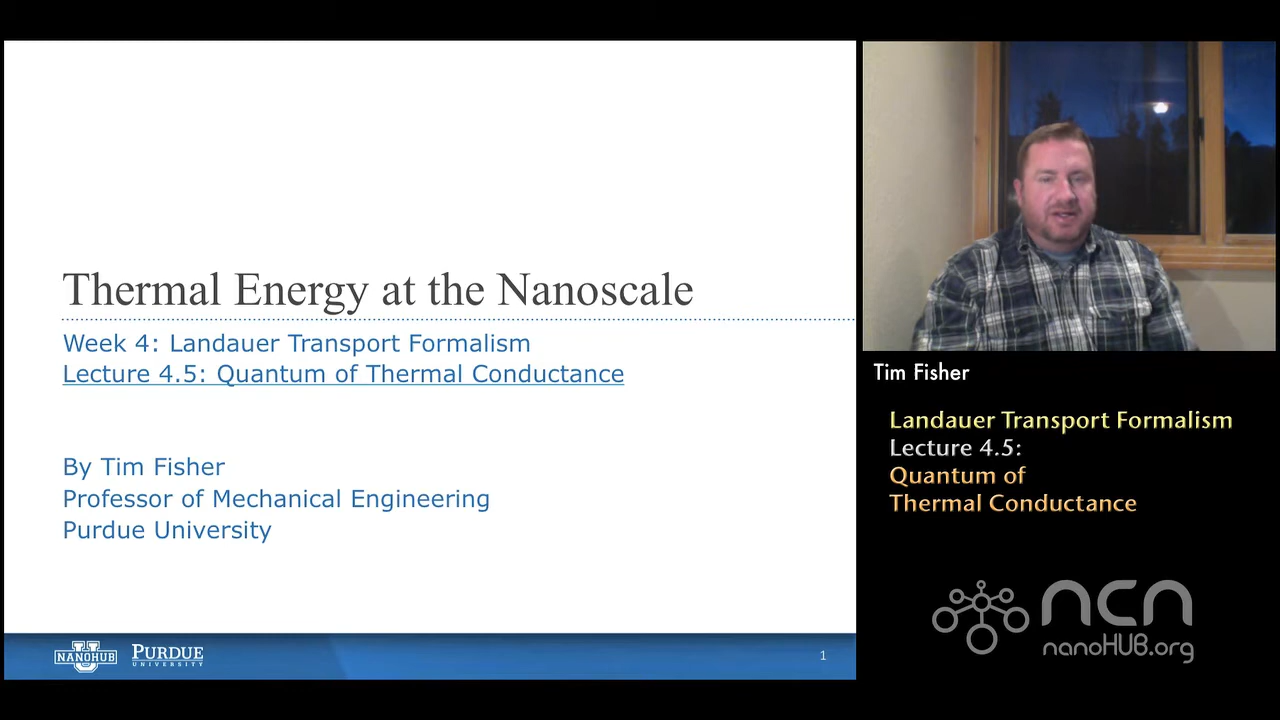 Thermal Energy at the Nanoscale
Week 4: Landauer Transport Formalism
Lecture 4.5: Quantum of Thermal Conductance
By Tim Fisher
Professor of Mechanical Engineering
Purdue University
NANOHUB
U
PURDUE
UNIVERSITY
1
Tim Fisher
Landauer Transport Formalism
Lecture 4.5:
Quantum of
Thermal Conductance
ncn
nanoHUB.org